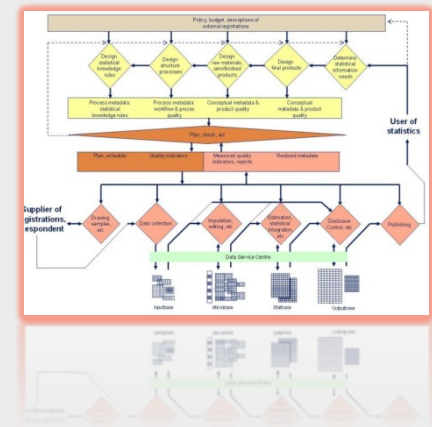 Policy, budget, descriptions of
external registrations
Design
statistical
knowledge
rules
Design
structure
processes
Design
raw materials,
semifinished
products
Design
final products
Determine
statistical
information
needs
Process metadata:
statistical
knowledge rules
Process metadata:
workflow & proces
quality
Conceptual metadata &
product quality
Conceptual
metadata & product
quality
User of
statistics
Plan, check, act
Plan, schedule
Quality indicators
Measured quality
indicators, reports
Realised metadata
Supplier of
gistrations,
espondent
Drawing
samples,
etc
Data collection
Imputation,
editing, etc
Estimation,
statistical
integration,
etc
Disclosure
Control, etc
Publishing
Data Service Centre
Inputbase
Microbase
Statbase
Outputbase